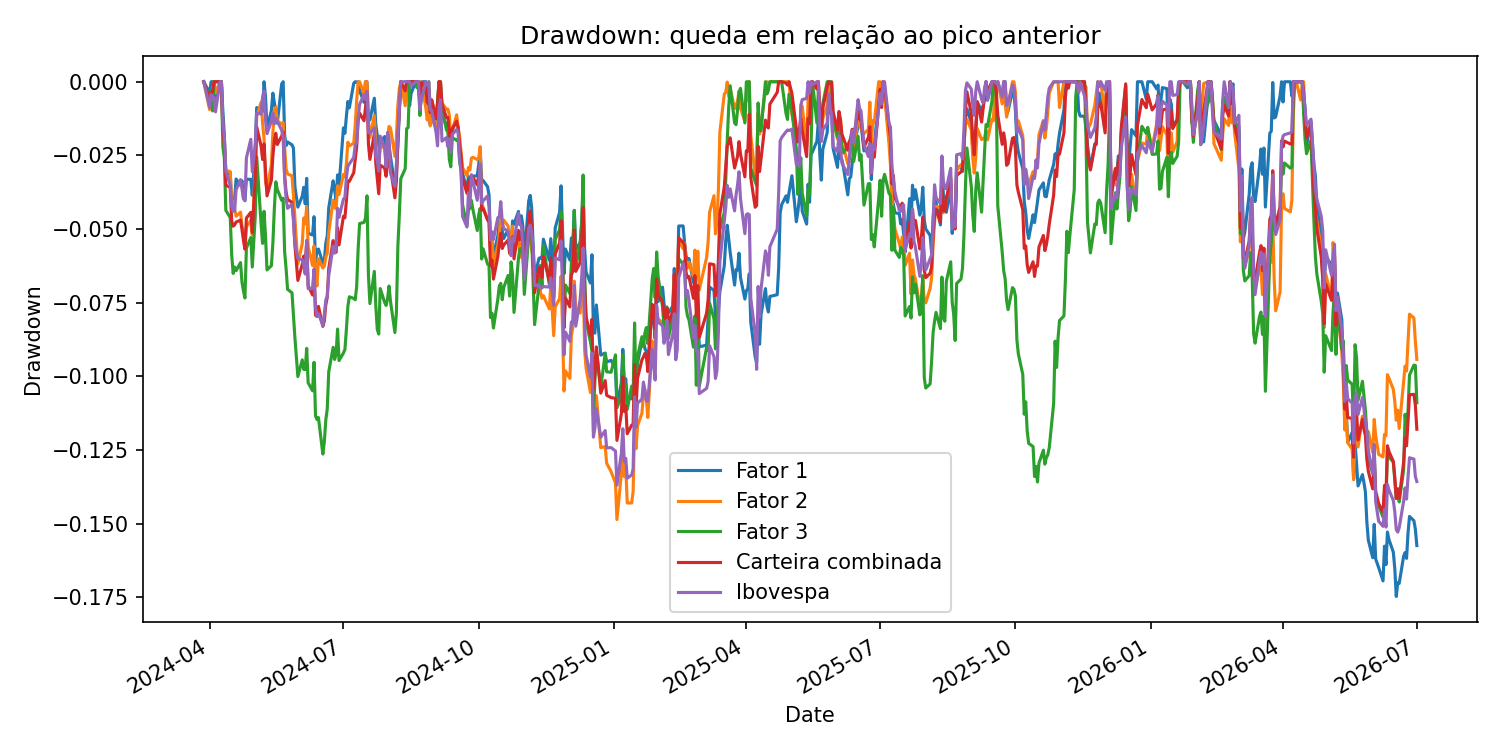 Drawdown: queda em relação ao pico anterior
Drawdown
0.000
−0.025
−0.050
−0.075
−0.100
−0.125
−0.150
−0.175
Fator 1
Fator 2
Fator 3
Carteira combinada
Ibovespa
2024-04
2024-07
2024-10
2025-01
2025-04
2025-07
2025-10
2026-01
2026-04
2026-07
Date